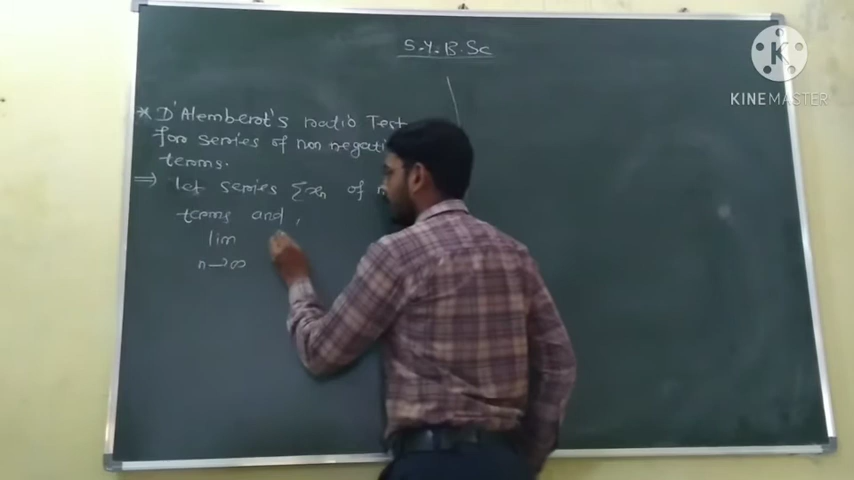 S.Y.B.Sc
* D'Alembert's ratio Test
for series of non negati
terms.
⇒ let series Σxn of
terms and,
lim
n→∞
K
KINEMASTER